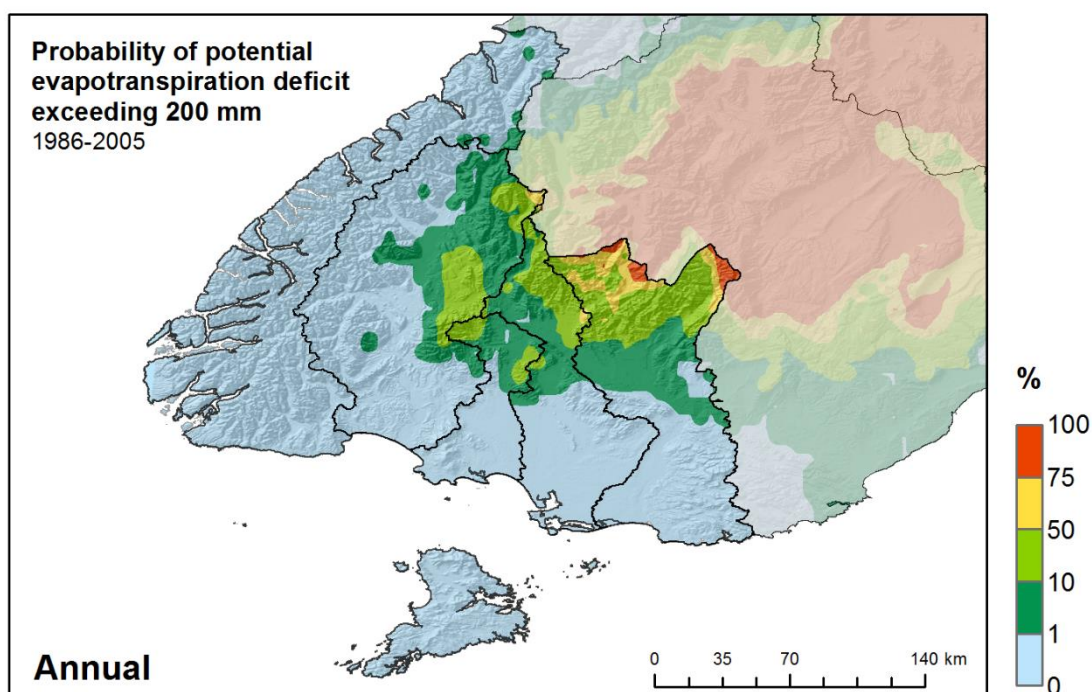 Probability of potential
evapotranspiration deficit
exceeding 200 mm
1986-2005
%
100
75
50
10
1
0
Annual
0 35 70 140 km